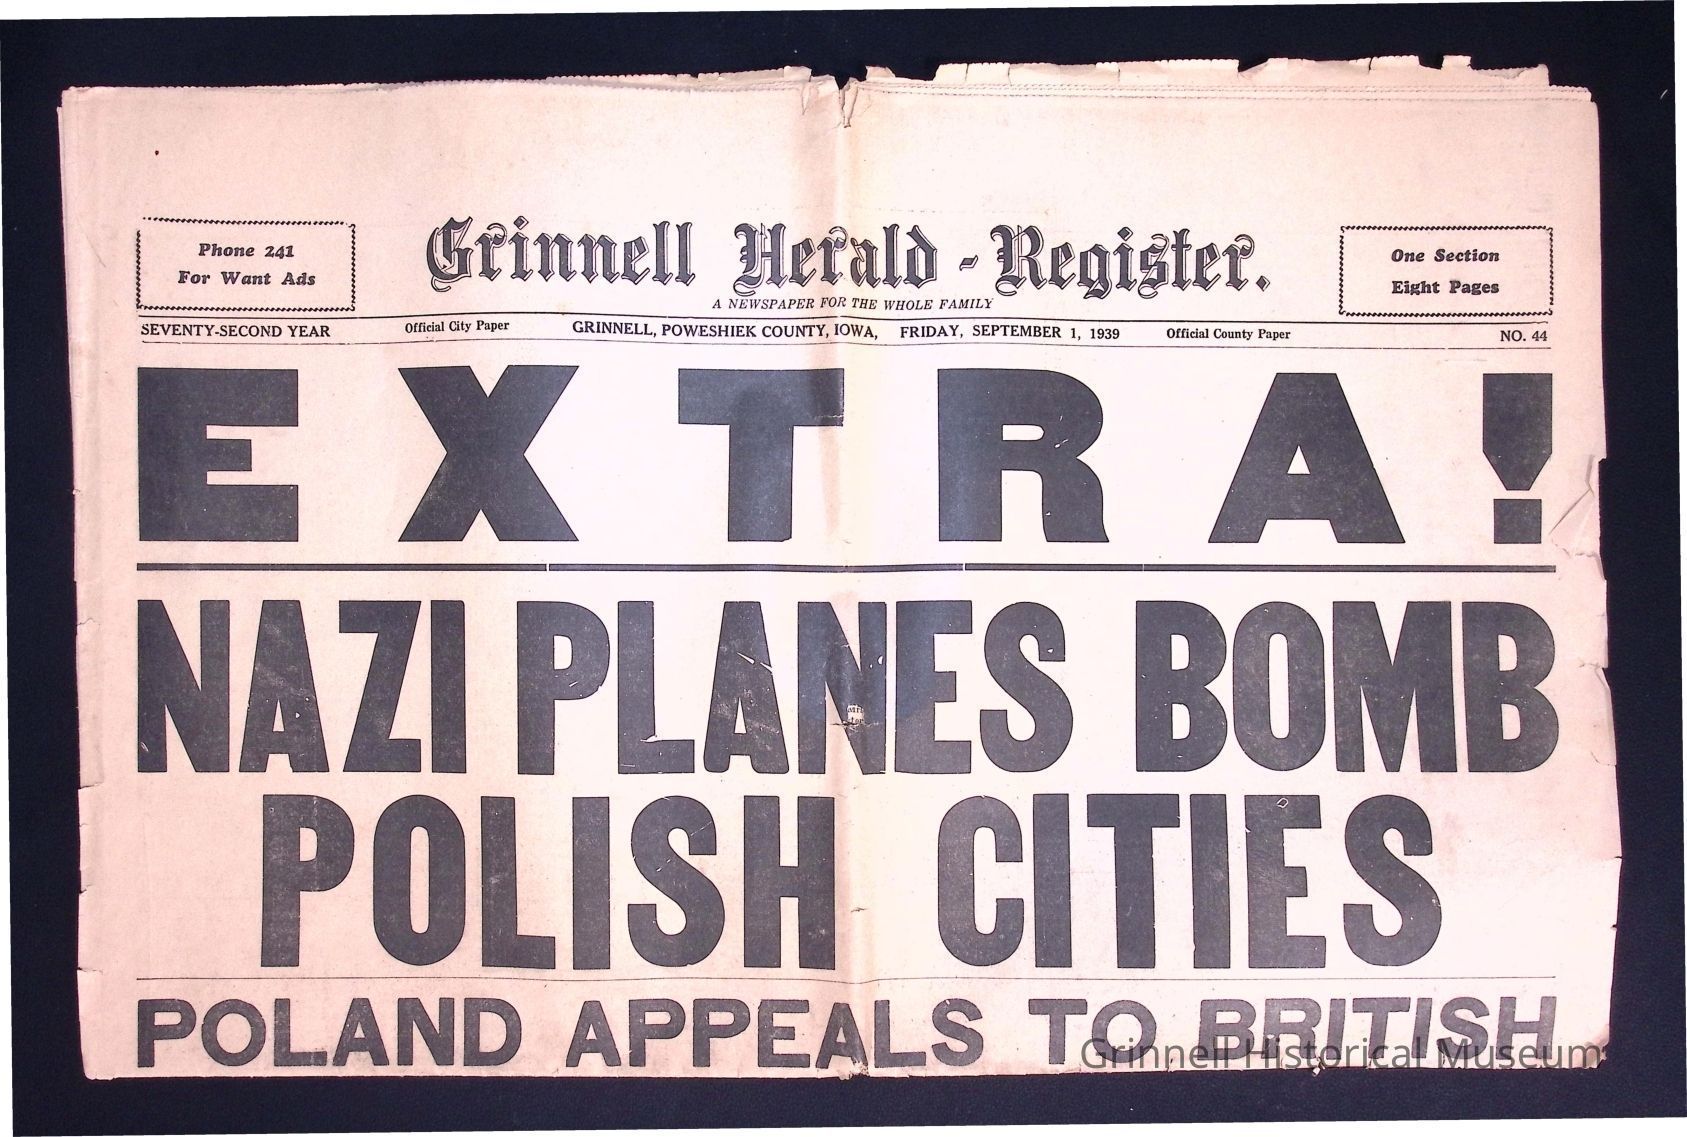 Phone 241
For Want Ads
Grinnell Herald - Register.
A NEWSPAPER FOR THE WHOLE FAMILY
One Section
Eight Pages
SEVENTY-SECOND YEAR Official City Paper GRINNELL, POWESHIEK COUNTY, IOWA, FRIDAY, SEPTEMBER 1, 1939 Official County Paper NO. 44
EXTRA!
NAZI PLANES BOMB
POLISH CITIES
POLAND APPEALS TO BRITISH
Grinnell Historical Museum